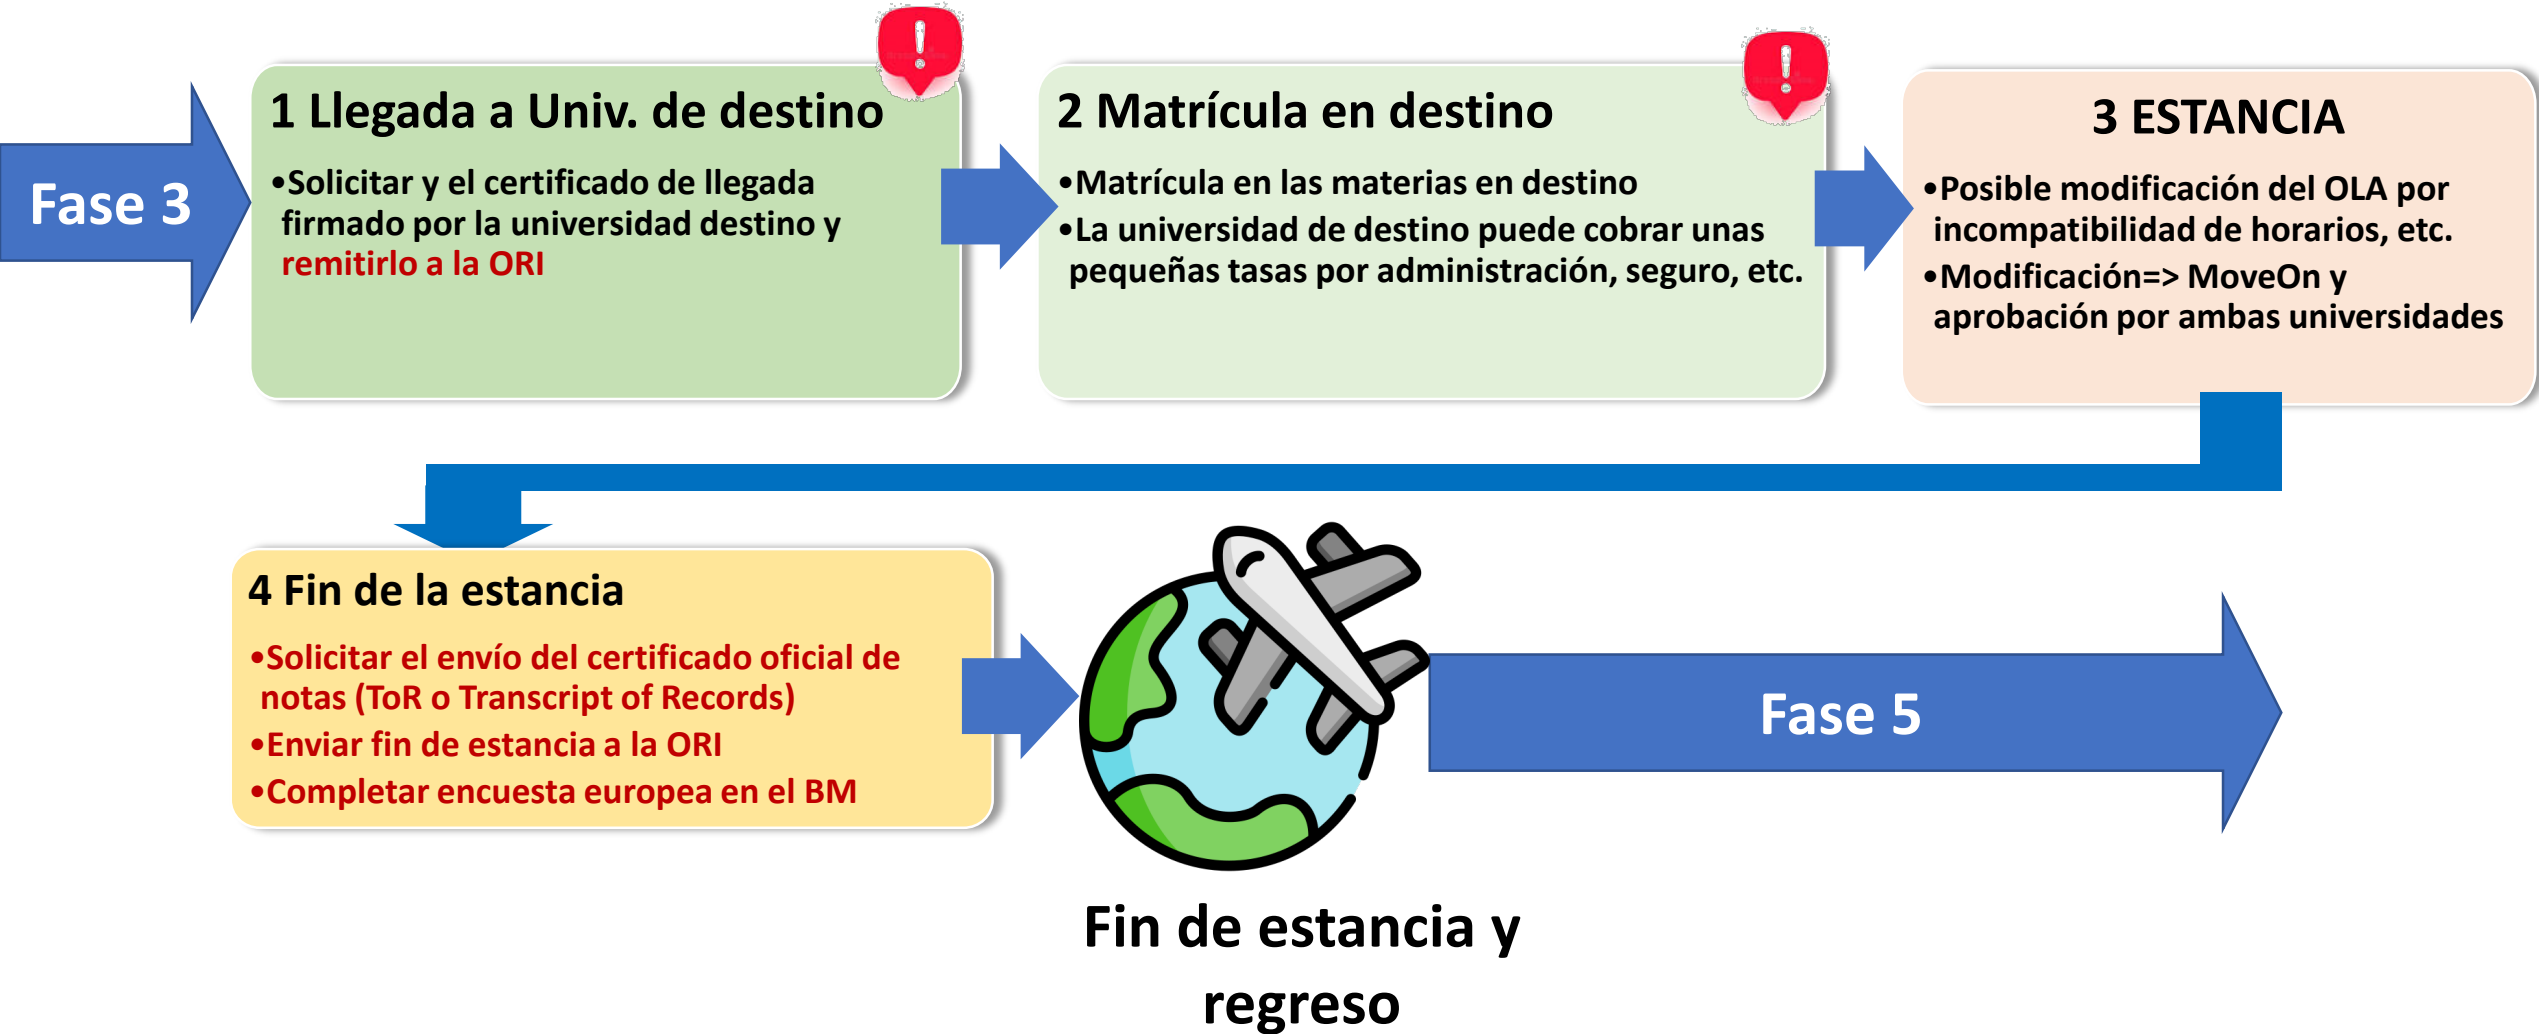 Fase 3
1 Llegada a Univ. de destino
•Solicitar y el certificado de llegada
firmado por la universidad destino y
remitirlo a la ORI
2 Matrícula en destino
•Matrícula en las materias en destino
•La universidad de destino puede cobrar unas
pequeñas tasas por administración, seguro, etc.
3 ESTANCIA
•Posible modificación del OLA por
incompatibilidad de horarios, etc.
•Modificación=> MoveOn y
aprobación por ambas universidades
4 Fin de la estancia
•Solicitar el envío del certificado oficial de
notas (ToR o Transcript of Records)
•Enviar fin de estancia a la ORI
•Completar encuesta europea en el BM
Fase 5
Fin de estancia y
regreso